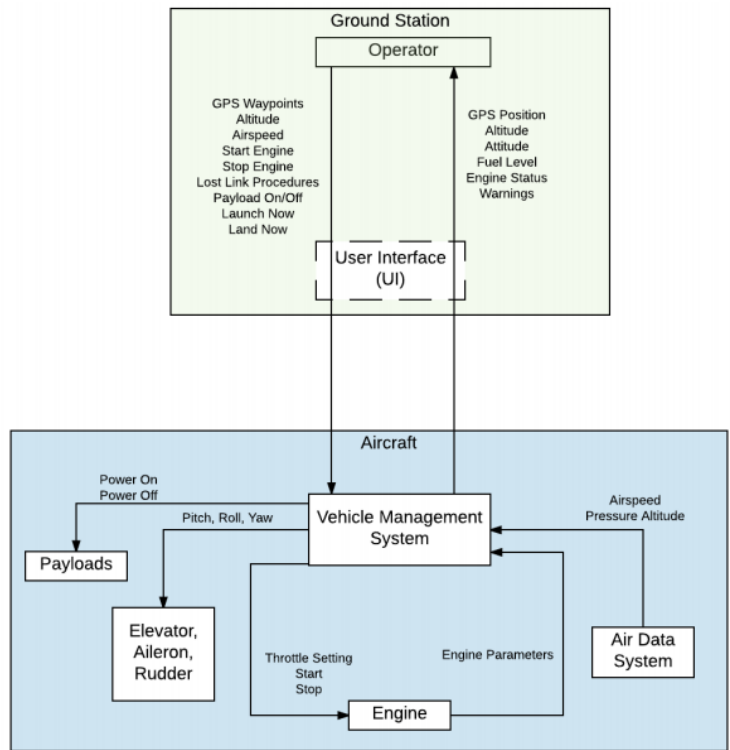 Ground Station
Operator
GPS Waypoints
Altitude
Airspeed
Start Engine
Stop Engine
Lost Link Procedures
Payload On/Off
Launch Now
Land Now
GPS Position
Altitude
Attitude
Fuel Level
Engine Status
Warnings
User Interface
(UI)
Aircraft
Power On
Power Off
Pitch, Roll, Yaw
Vehicle Management
System
Airspeed
Pressure Altitude
Payloads
Elevator,
Aileron,
Rudder
Throttle Setting
Start
Stop
Engine Parameters
Air Data
System
Engine